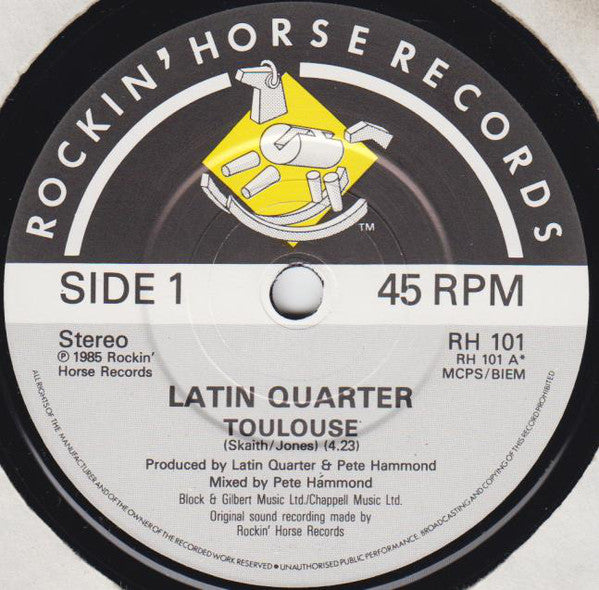 ROCKIN' HORSE RECORDS
TM
SIDE 1
45 RPM
Stereo
℗ 1985 Rockin'
Horse Records
RH 101
RH 101 A*
MCPS/BIEM
LATIN QUARTER
TOULOUSE
(Skaith/Jones) (4.23)
Produced by Latin Quarter & Pete Hammond
Mixed by Pete Hammond
Block & Gilbert Music Ltd./Chappell Music Ltd.
Original sound recording made by
Rockin' Horse Records
ALL RIGHTS OF THE MANUFACTURER AND OF THE OWNER OF THE RECORDED WORK RESERVED • UNAUTHORISED PUBLIC PERFORMANCE, BROADCASTING AND COPYING OF THIS RECORD PROHIBITED